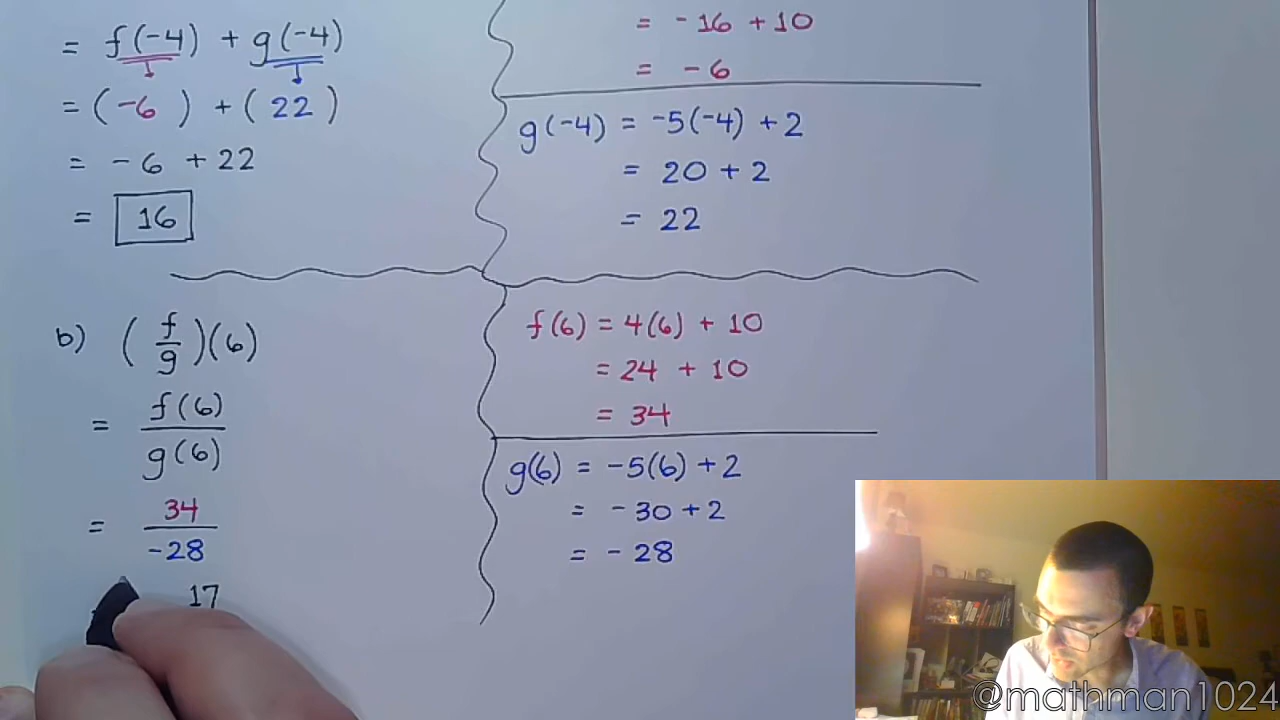 = f(-4) + g(-4)
= (-6) + (22)
= -6 + 22
= 16
= -16 + 10
= -6
g(-4) = -5(-4) + 2
= 20 + 2
= 22
b) (f/g)(6)
= f(6)/g(6)
= 34/-28
17
f(6) = 4(6) + 10
= 24 + 10
= 34
g(6) = -5(6) + 2
= -30 + 2
= -28
@mathman1024